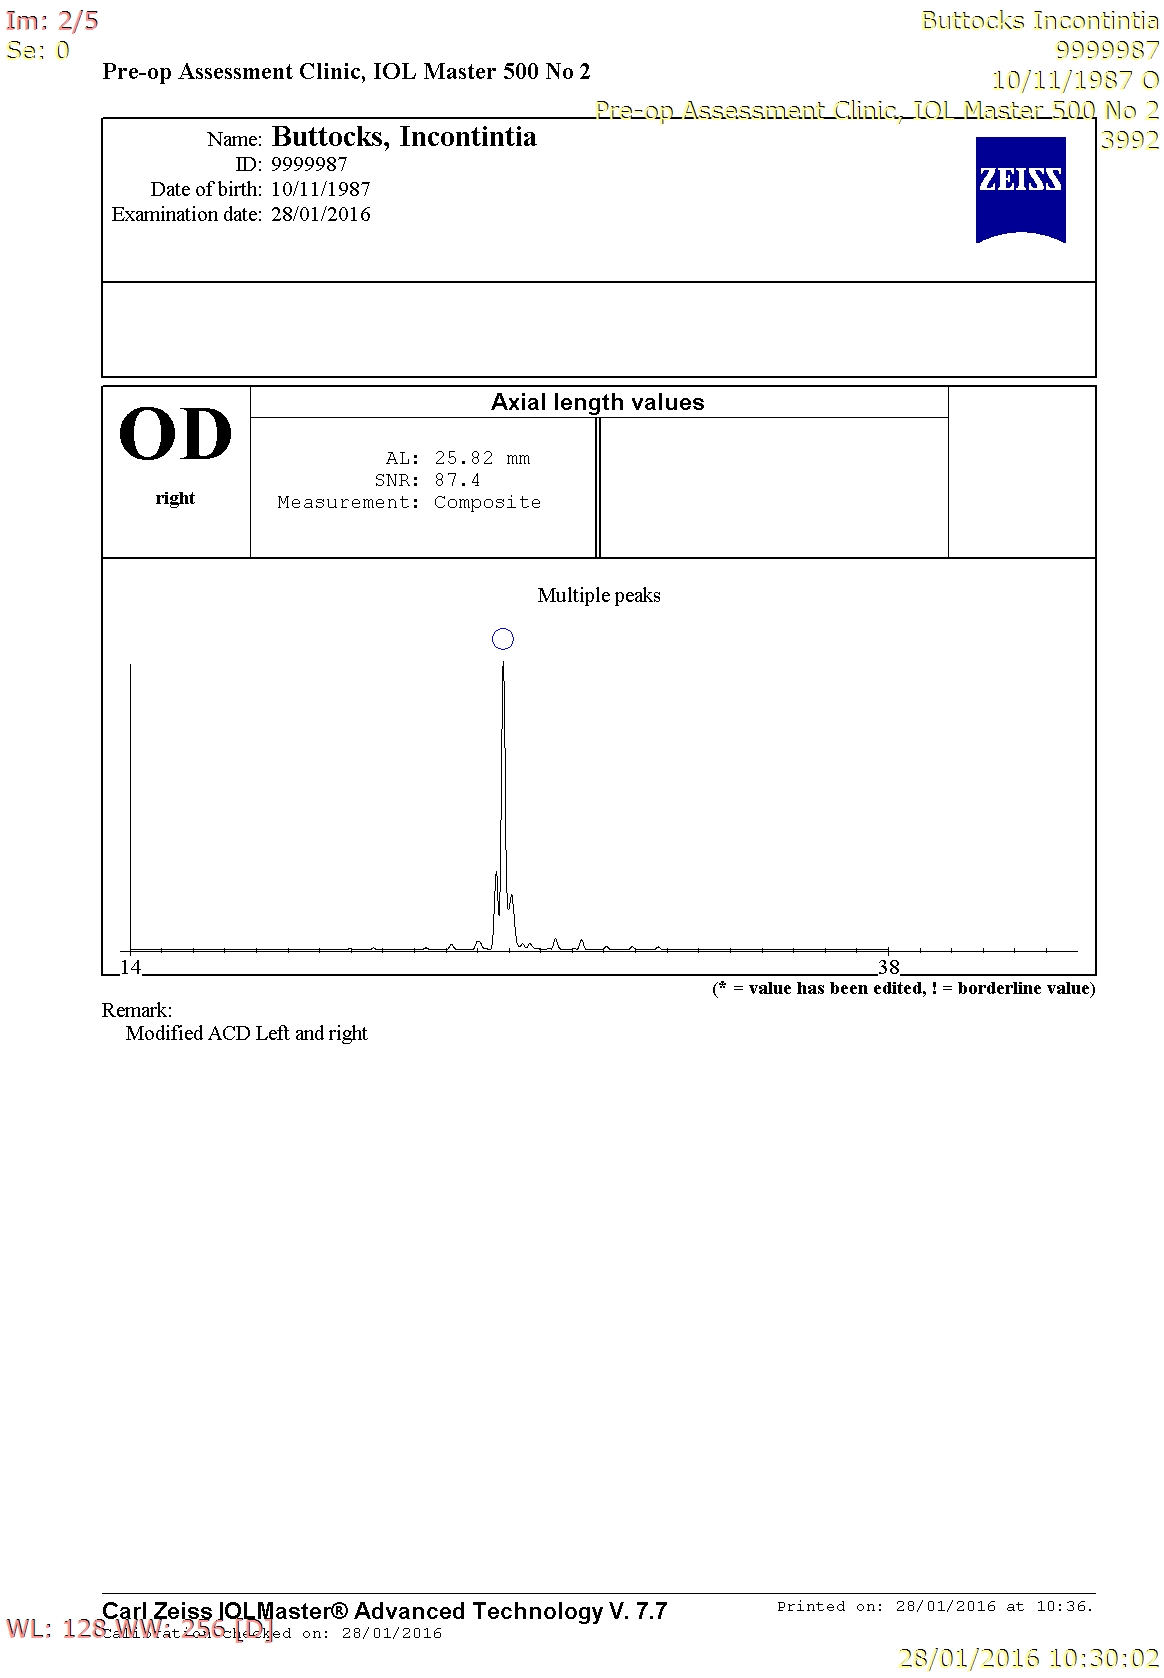 Im: 2/5
Se: 0
Buttocks Incontintia
9999987
10/11/1987 O
Pre-op Assessment Clinic, IOL Master 500 No 2
3992
Pre-op Assessment Clinic, IOL Master 500 No 2
Name: Buttocks, Incontintia
ID: 9999987
Date of birth: 10/11/1987
Examination date: 28/01/2016
ZEISS
OD
right
Axial length values
AL: 25.82 mm
SNR: 87.4
Measurement: Composite
Multiple peaks
14 38
(* = value has been edited, ! = borderline value)
Remark:
Modified ACD Left and right
Carl Zeiss IOLMaster® Advanced Technology V. 7.7
Printed on: 28/01/2016 at 10:36.
WL: 128 WW: 256 [D]
Calibration checked on: 28/01/2016
28/01/2016 10:30:02